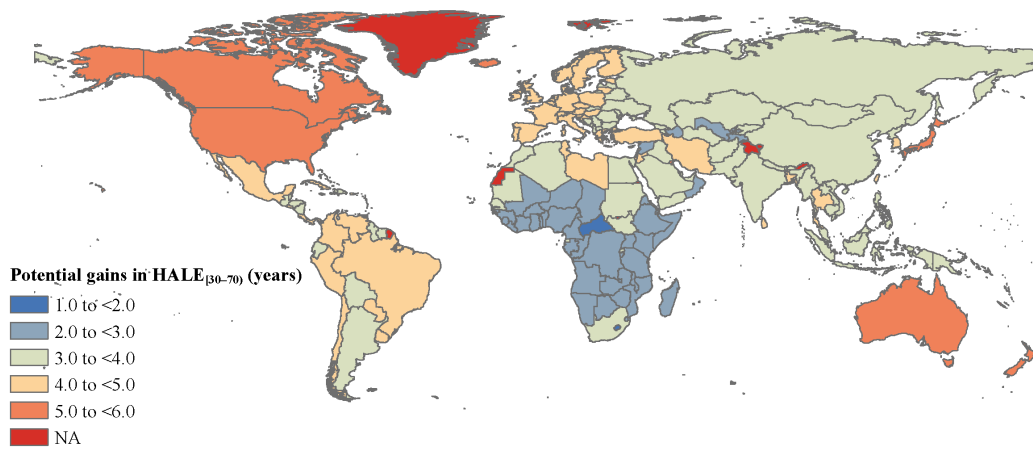 Potential gains in HALE[30–70) (years)
1.0 to <2.0
2.0 to <3.0
3.0 to <4.0
4.0 to <5.0
5.0 to <6.0
NA